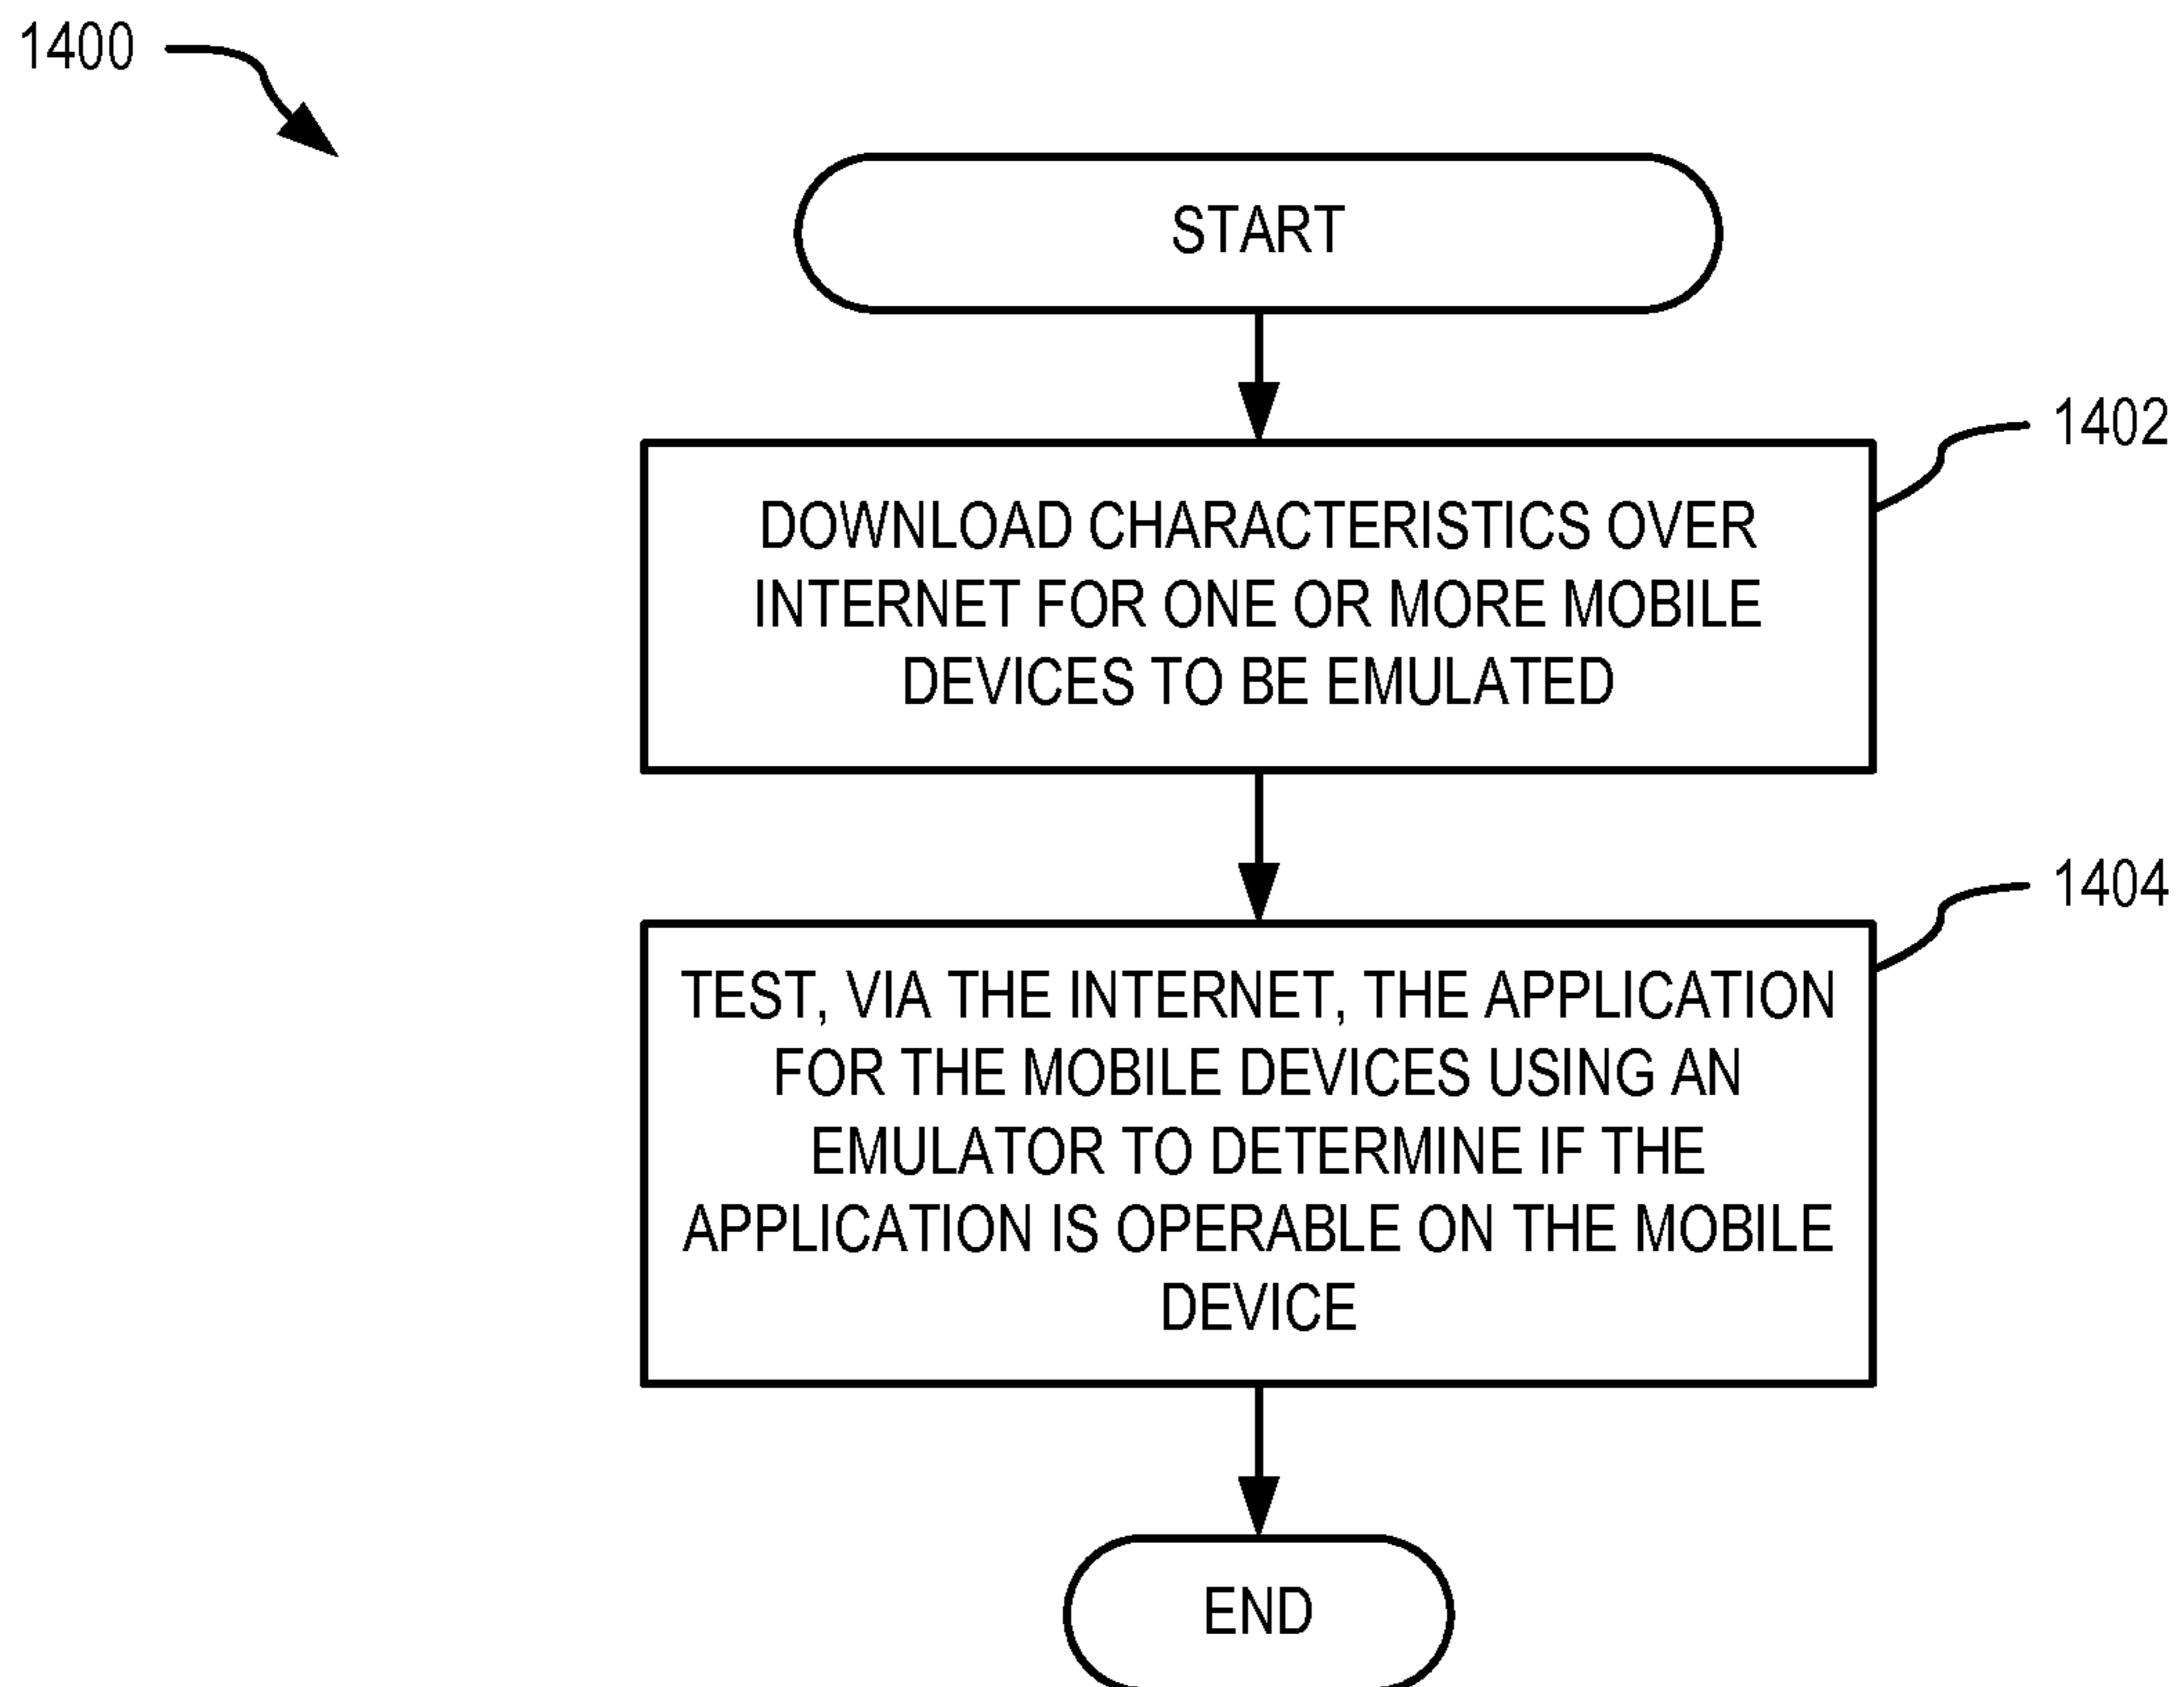 1400
START
1402
DOWNLOAD CHARACTERISTICS OVER
INTERNET FOR ONE OR MORE MOBILE
DEVICES TO BE EMULATED
1404
TEST, VIA THE INTERNET, THE APPLICATION
FOR THE MOBILE DEVICES USING AN
EMULATOR TO DETERMINE IF THE
APPLICATION IS OPERABLE ON THE MOBILE
DEVICE
END